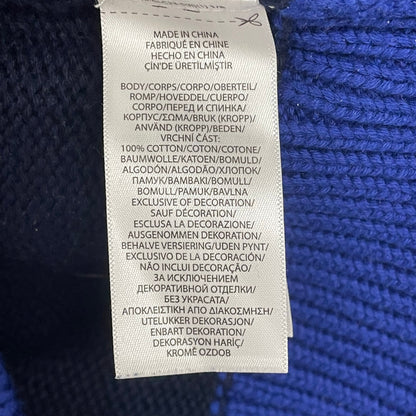 MADE IN CHINA
FABRIQUÉ EN CHINE
HECHO EN CHINA
ÇİN'DE ÜRETİLMİŞTİR
BODY/CORPS/CORPO/OBERTEIL/
ROMP/HOVEDDEL/CUERPO/
CORPO/ПЕРЕД И СПИНКА/
КОРПУС/ΣΩΜΑ/BRUK (KROPP)/
ANVÄND (KROPP)/BEDEN/
VRCHNÍ ČÁST:
100% COTTON/COTON/COTONE/
BAUMWOLLE/KATOEN/BOMULD/
ALGODÓN/ALGODÃO/ХЛОПОК/
ПАМУК/BAMBAKI/BOMULL/
BOMULL/PAMUK/BAVLNA
EXCLUSIVE OF DECORATION/
SAUF DÉCORATION/
ESCLUSA LA DECORAZIONE/
AUSGENOMMEN DEKORATION/
BEHALVE VERSIERING/UDEN PYNT/
EXCLUSIVO DE LA DECORACIÓN/
NÃO INCLUI DECORAÇÃO/
ЗА ИСКЛЮЧЕНИЕМ
ДЕКОРАТИВНОЙ ОТДЕЛКИ/
БЕЗ УКРАСАТА/
ΑΠΟΚΛΕΙΣΤΙΚΗ ΑΠΟ ΔΙΑΚΟΣΜΗΣΗ/
UTELUKKER DEKORASJON/
ENBART DEKORATION/
DEKORASYON HARİÇ/
KROMĚ OZDOB